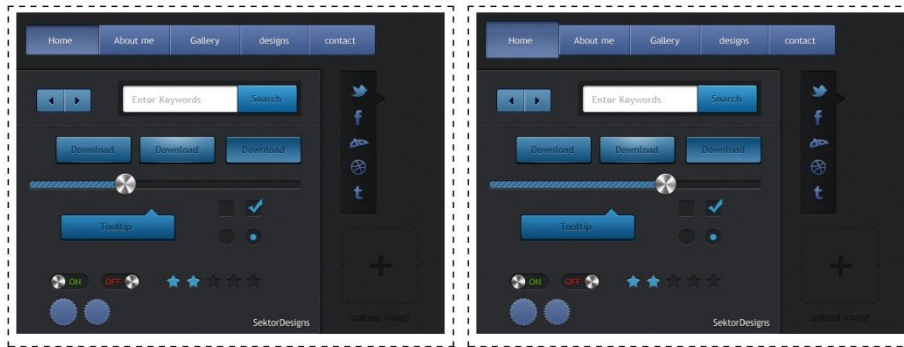 Home About me Gallery designs contact
Enter Keywords Search
Download Download Download
Tooltip
ON OFF
upload image
SektorDesigns
Home About me Gallery designs contact
Enter Keywords Search
Download Download Download
Tooltip
ON OFF
upload image
SektorDesigns